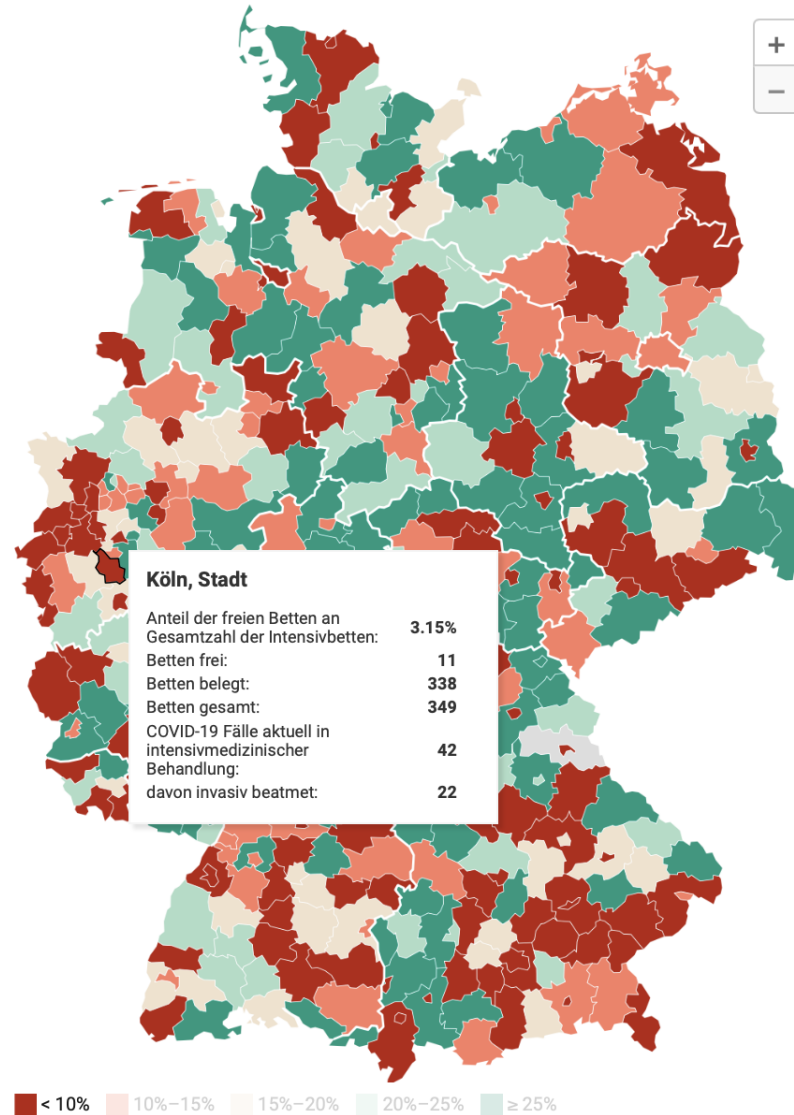 +
−
Köln, Stadt
Anteil der freien Betten an
Gesamtzahl der Intensivbetten: 3.15%
Betten frei: 11
Betten belegt: 338
Betten gesamt: 349
COVID-19 Fälle aktuell in
intensivmedizinischer 42
Behandlung:
davon invasiv beatmet: 22
< 10% 10%–15% 15%–20% 20%–25% ≥ 25%